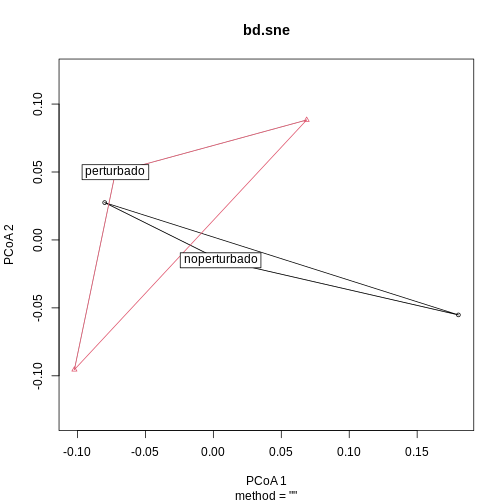 bd.sne
0.10
0.05
0.00
-0.05
-0.10
PCoA 2
perturbado
noperturbado
-0.10 -0.05 0.00 0.05 0.10 0.15
PCoA 1
method = ""